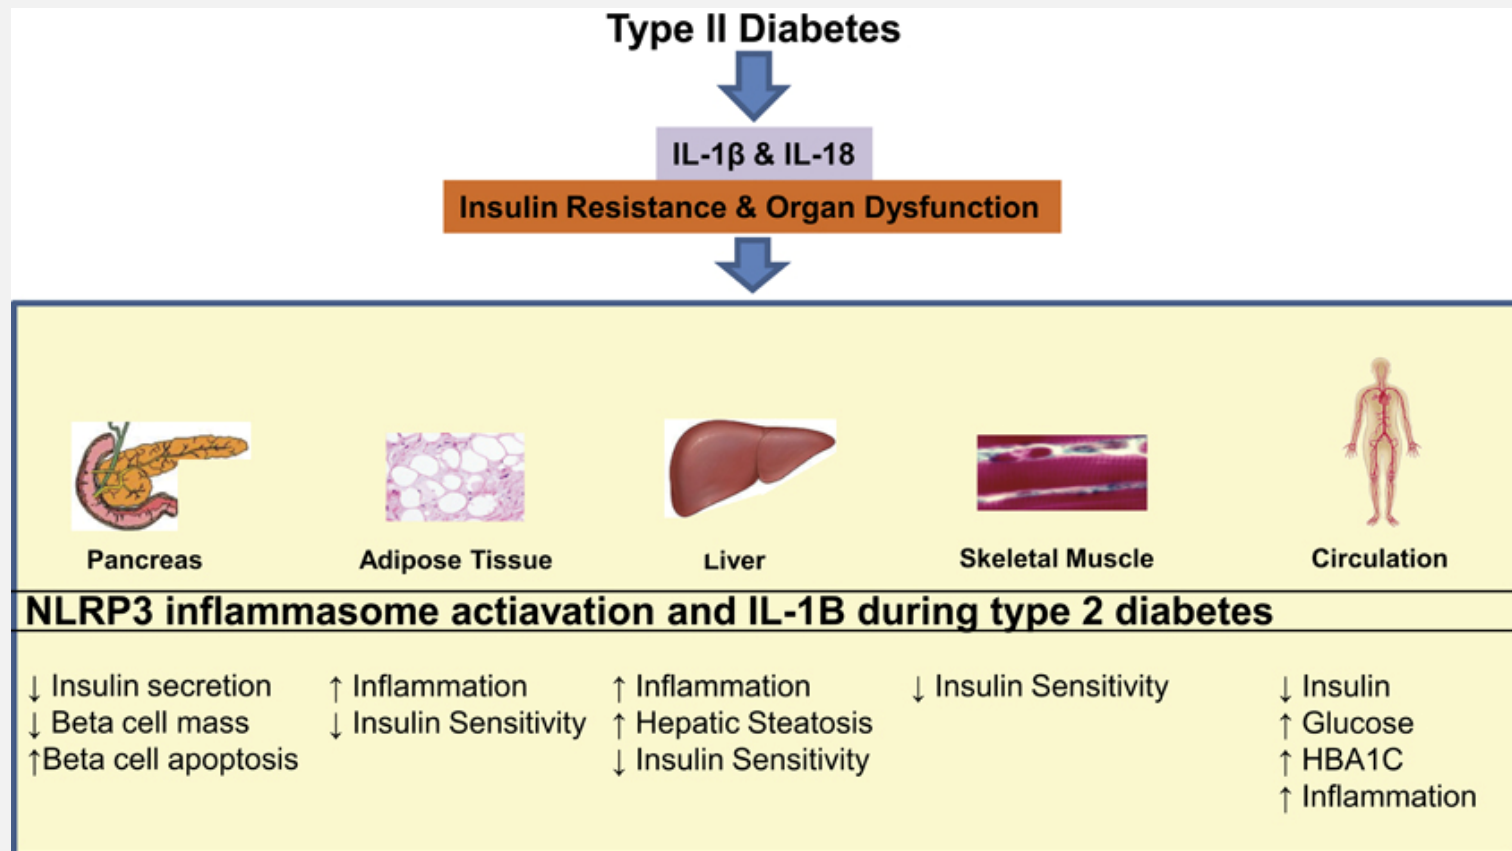 Type II Diabetes
IL-1β & IL-18
Insulin Resistance & Organ Dysfunction
Pancreas
Adipose Tissue
Liver
Skeletal Muscle
Circulation
NLRP3 inflammasome actiavation and IL-1B during type 2 diabetes
↓ Insulin secretion
↓ Beta cell mass
↑Beta cell apoptosis
↑ Inflammation
↓ Insulin Sensitivity
↑ Inflammation
↑ Hepatic Steatosis
↓ Insulin Sensitivity
↓ Insulin Sensitivity
↓ Insulin
↑ Glucose
↑ HBA1C
↑ Inflammation